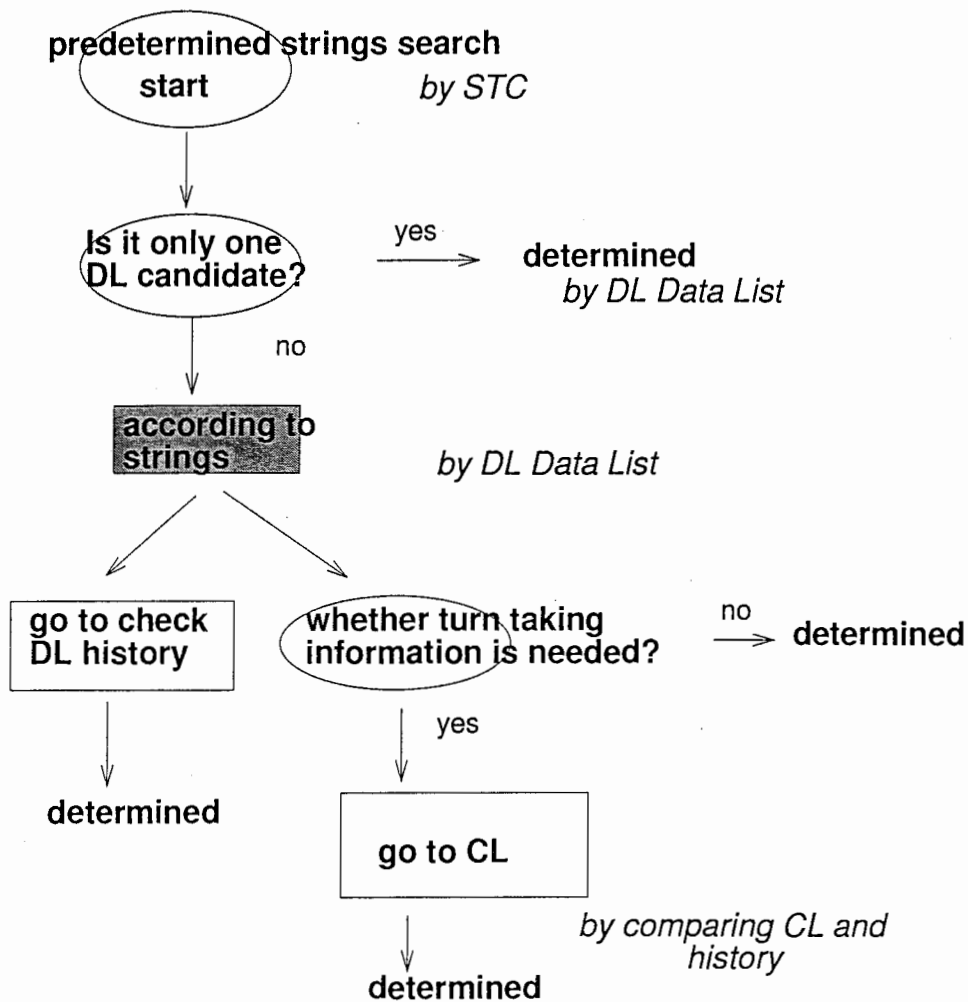 predetermined strings search
start
by STC
Is it only one
DL candidate?
yes
determined
by DL Data List
no
according to
strings
by DL Data List
go to check
DL history
whether turn taking
information is needed?
no
determined
yes
determined
go to CL
by comparing CL and
history
determined